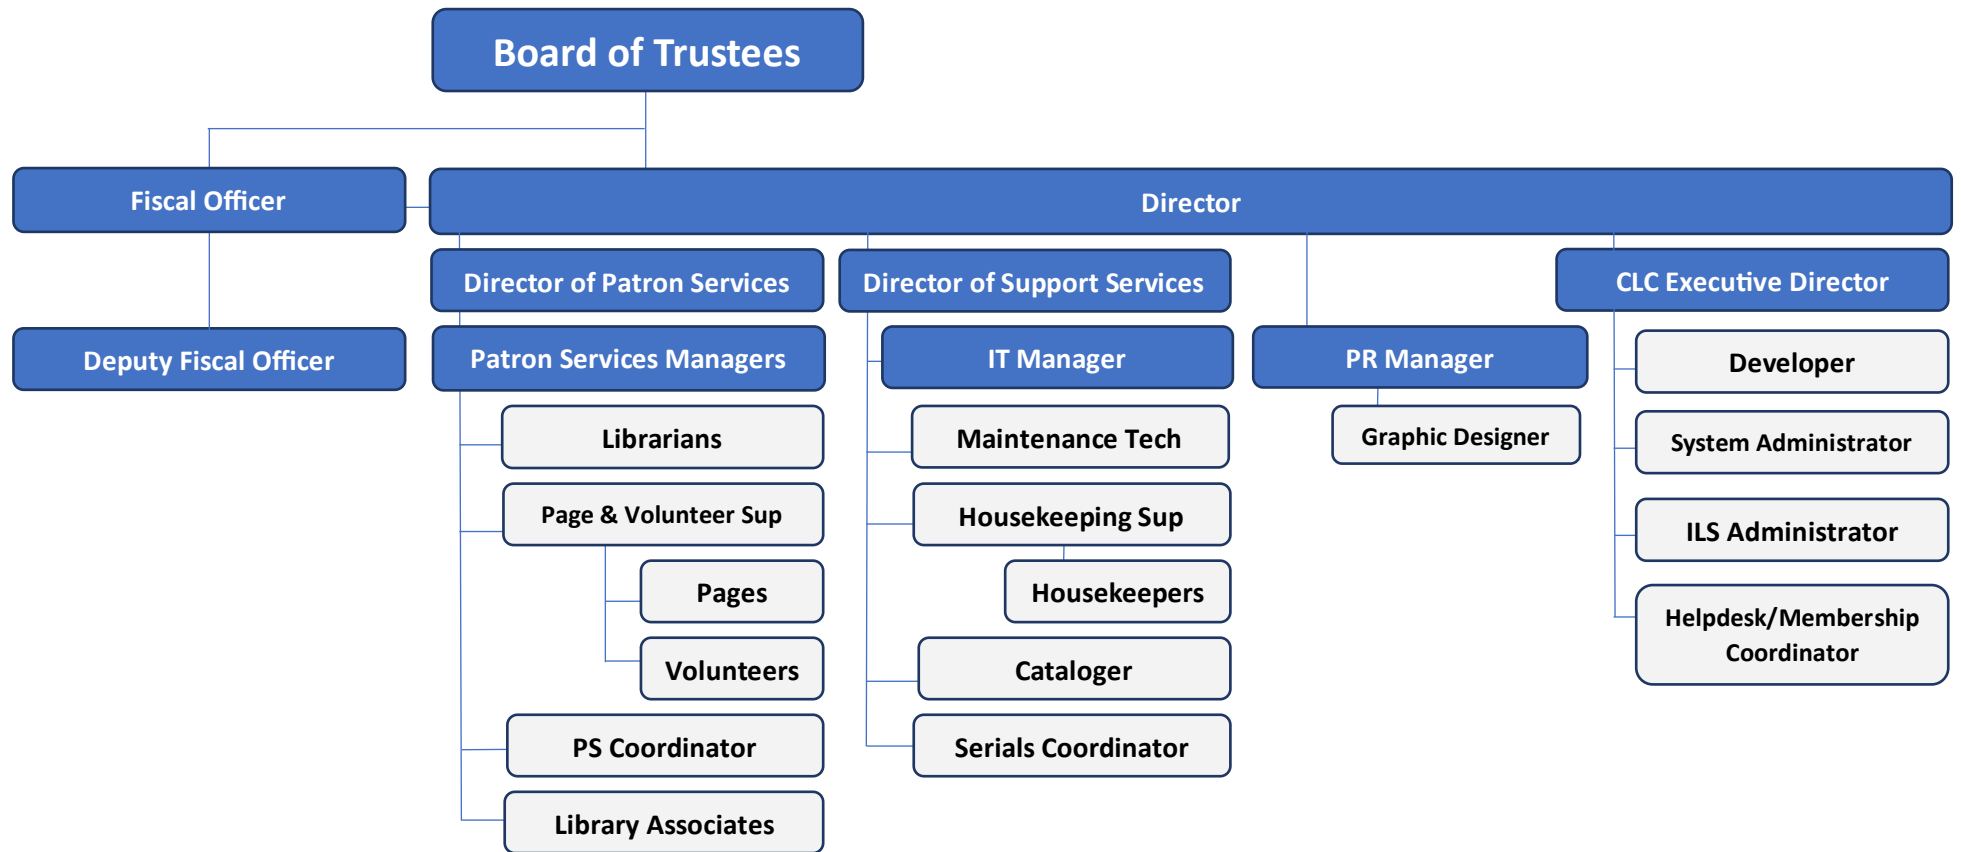 Board of Trustees
Fiscal Officer
Director
Director of Patron Services
Director of Support Services
CLC Executive Director
Deputy Fiscal Officer
Patron Services Managers
IT Manager
PR Manager
Developer
Librarians
Maintenance Tech
Graphic Designer
System Administrator
Page & Volunteer Sup
Housekeeping Sup
ILS Administrator
Pages
Housekeepers
Helpdesk/Membership
Coordinator
Volunteers
Cataloger
PS Coordinator
Serials Coordinator
Library Associates